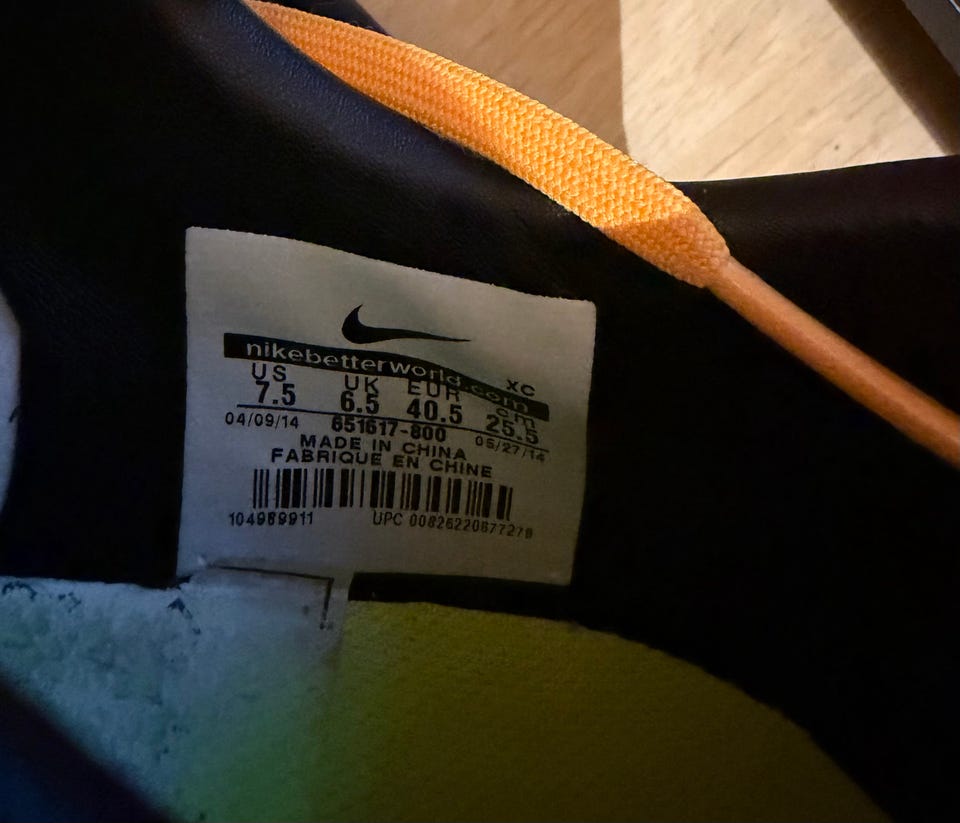 nikebetterworld.com
XC
US UK EUR cm
7.5 6.5 40.5 25.5
04/09/14 651617-800 05/27/14
MADE IN CHINA
FABRIQUE EN CHINE
104989911 UPC 00826220877278